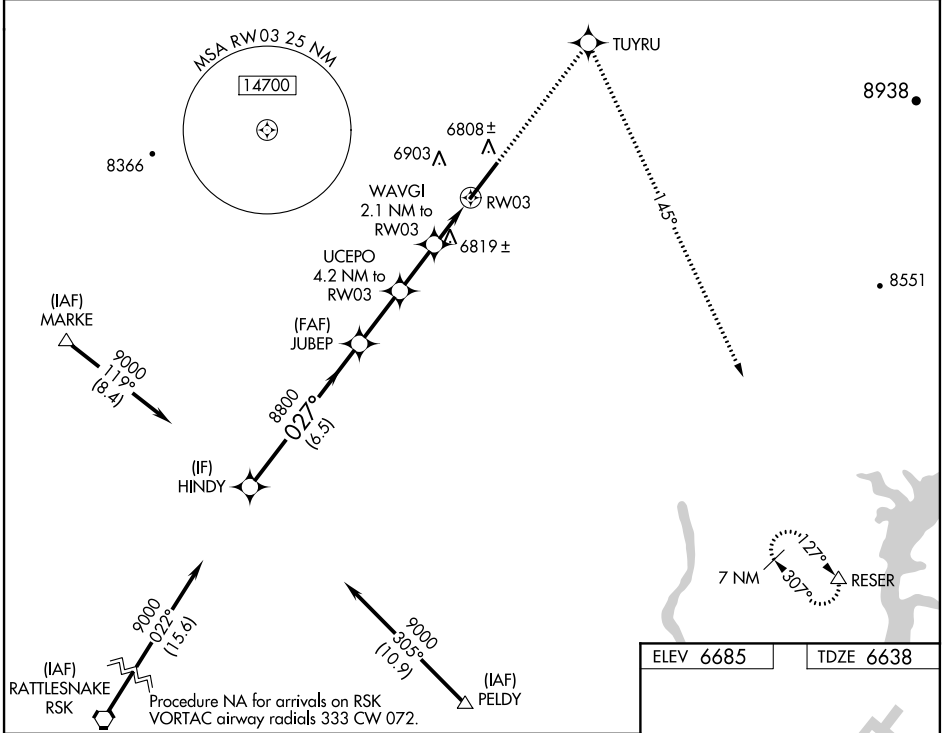 MSA RW03 25 NM
14700
TUYRU
8938
8366
6808±
6903
WAVGI
2.1 NM to
RW03
RW03
6819±
UCEPO
4.2 NM to
RW03
145°
8551
(IAF)
MARKE
(FAF)
JUBEP
9000
119°
(8.4)
8800
027°
(6.5)
(IF)
HINDY
7 NM
127°
307°
RESER
9000
022°
(15.6)
9000
305°
(10.9)
(IAF)
RATTLESNAKE
RSK
(IAF)
PELDY
Procedure NA for arrivals on RSK
VORTAC airway radials 333 CW 072.
ELEV 6685
TDZE 6638